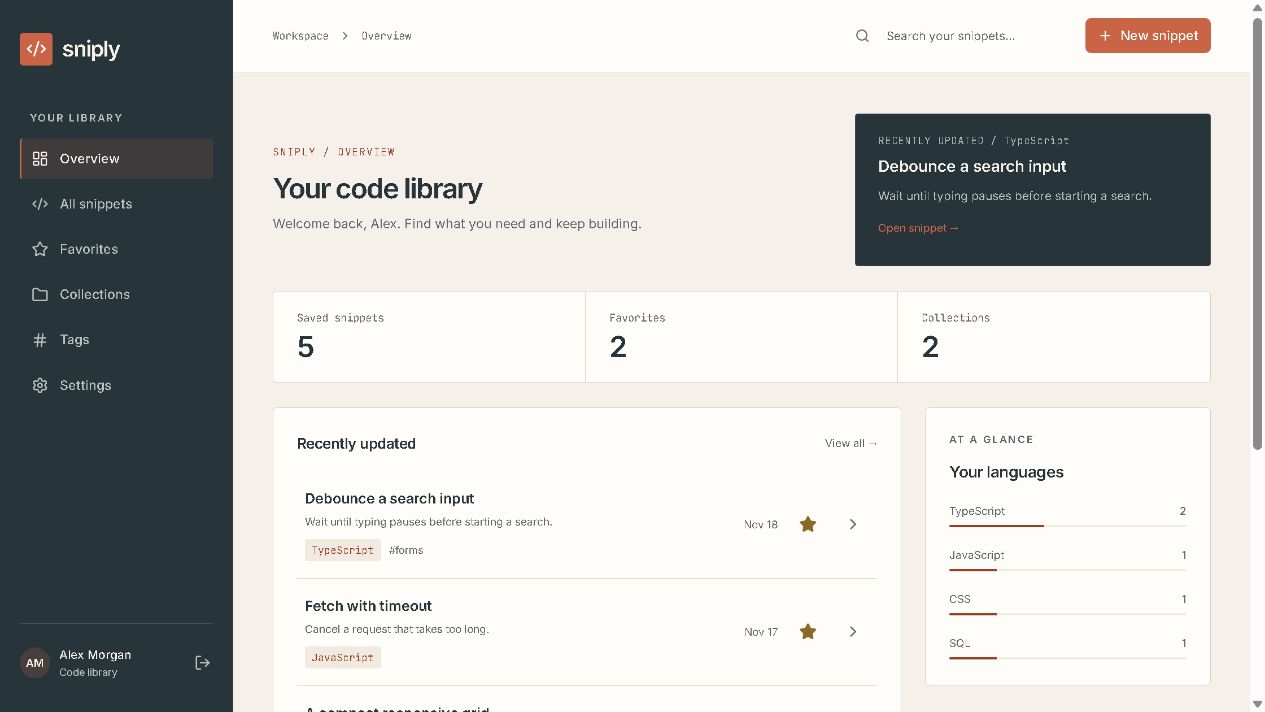 sniply
YOUR LIBRARY
Overview
All snippets
Favorites
Collections
Tags
Settings
AM
Alex Morgan
Code library
Workspace > Overview
Search your snippets...
+ New snippet
SNIPLY / OVERVIEW
Your code library
Welcome back, Alex. Find what you need and keep building.
RECENTLY UPDATED / TypeScript
Debounce a search input
Wait until typing pauses before starting a search.
Open snippet →
Saved snippets
5
Favorites
2
Collections
2
Recently updated
View all →
Debounce a search input
Wait until typing pauses before starting a search.
TypeScript #forms
Nov 18
Fetch with timeout
Cancel a request that takes too long.
JavaScript
Nov 17
A compact responsive grid
AT A GLANCE
Your languages
TypeScript 2
JavaScript 1
CSS 1
SQL 1